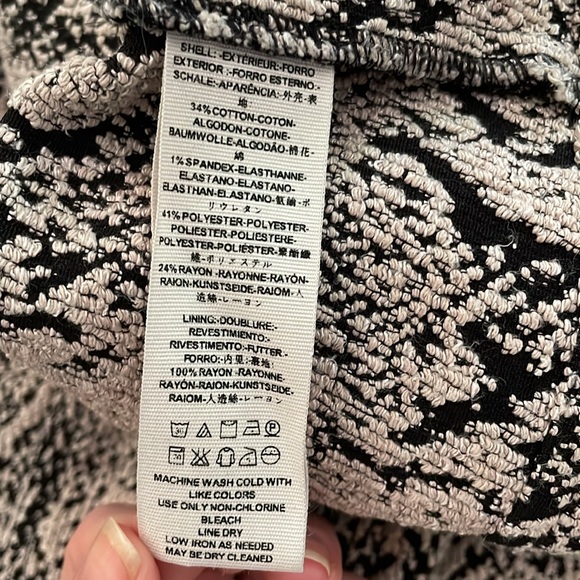 SHELL:-EXTÉRIEUR-FORRO
EXTERIOR:-FORRO ESTERNO:-
SCHALE:-APARÊNCIA:-外壳-表
地
34% COTTON-COTON-
ALGODON-COTONE-
BAUMWOLLE-ALGODÃO-棉花-
綿
1% SPANDEX-ELASTHANNE-
ELASTANO-ELASTANO-
ELASTHAN-ELASTANO-氨纶-ポ
リウレタン
41% POLYESTER-POLYESTER-
POLIESTER-POLIESTERE-
POLYESTER-POLIÉSTER-聚酯纖
維-ポリエステル
24% RAYON-RAYONNE-RAYÓN-
RAION-KUNSTSEIDE-RAIOM-人
造絲-レーヨン
LINING:-DOUBLURE:-
REVESTIMIENTO:-
RIVESTIMENTO:-FUTTER:-
FORRO:-内里:-裏地:
100% RAYON-RAYONNE-
RAYÓN-RAION-KUNSTSEIDE-
RAIOM-人造絲-レーヨン
MACHINE WASH COLD WITH
LIKE COLORS
USE ONLY NON-CHLORINE
BLEACH
LINE DRY
LOW IRON AS NEEDED
MAY BE DRY CLEANED